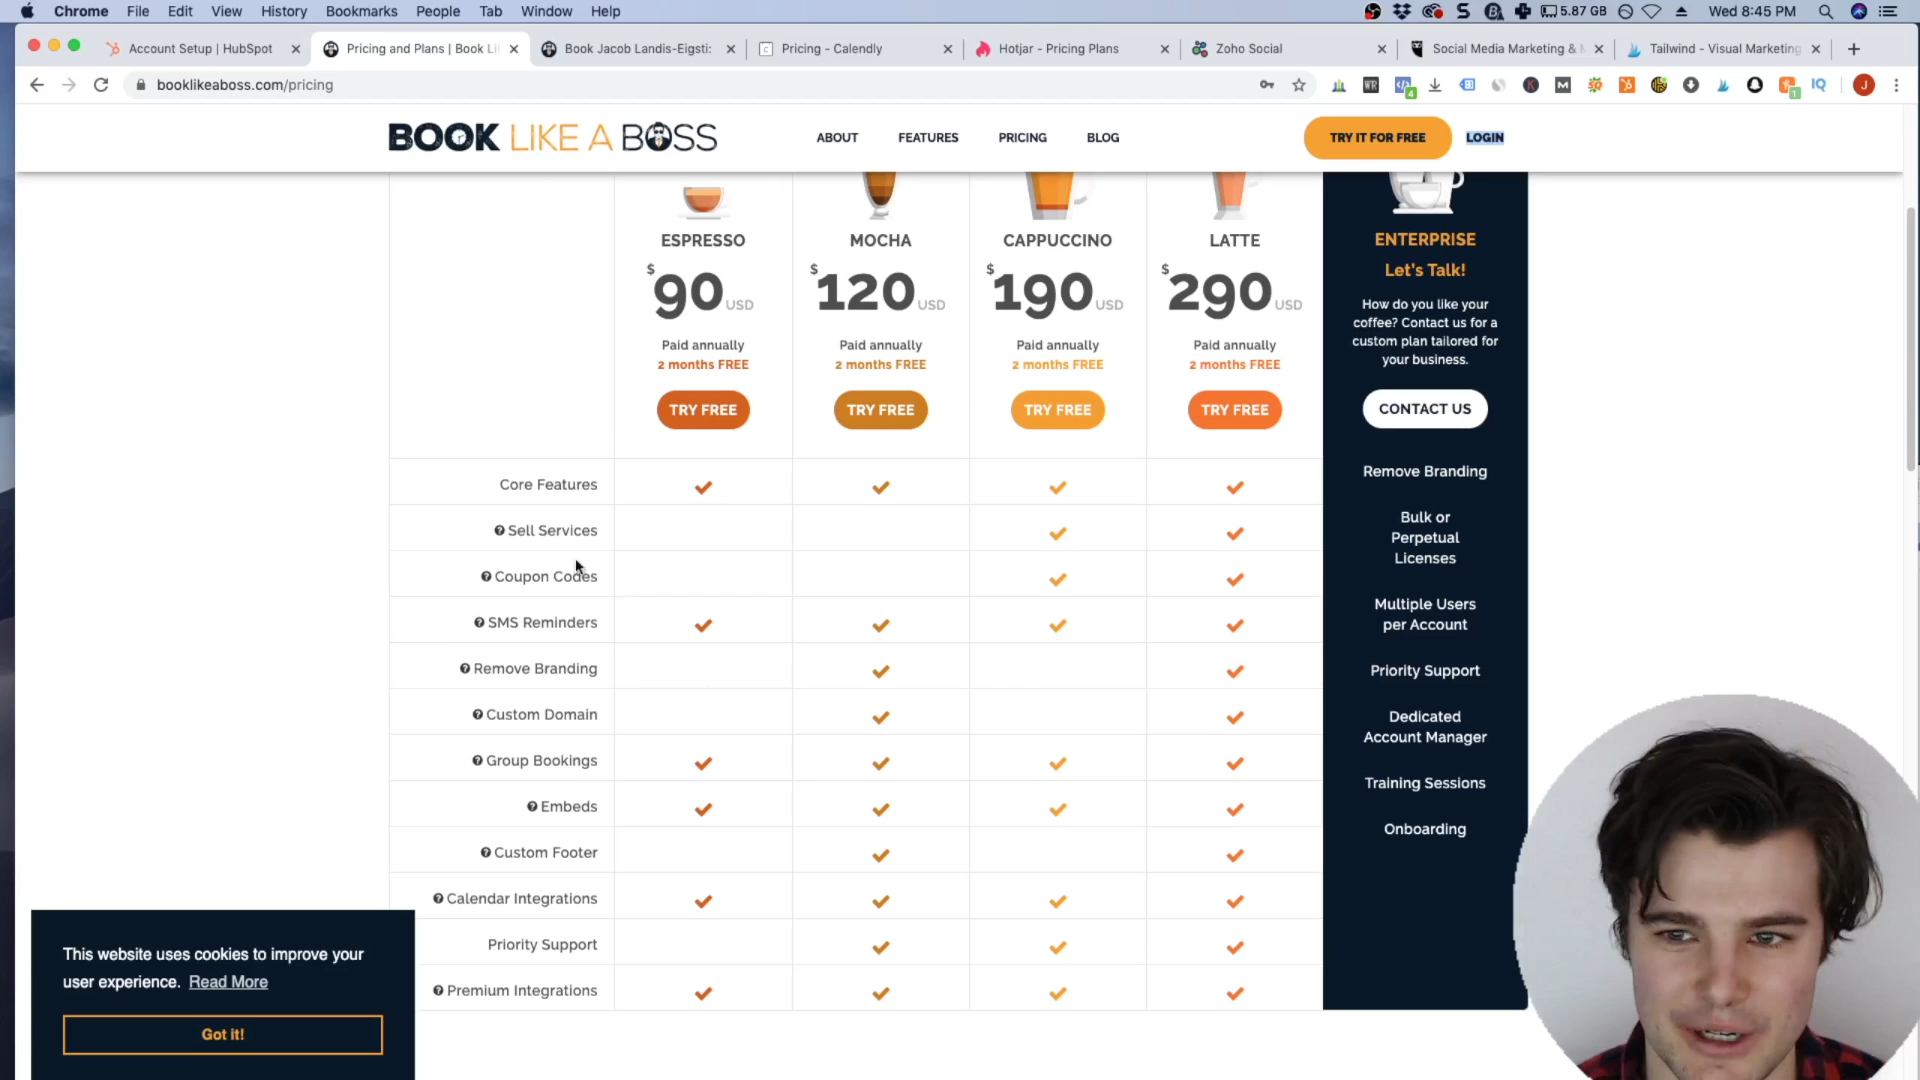 Chrome File Edit View History Bookmarks People Tab Window Help 5.87 GB Wed 8:45 PM
Account Setup | HubSpot
Pricing and Plans | Book Li
Book Jacob Landis-Eigsti:
Pricing - Calendly
Hotjar - Pricing Plans
Zoho Social
Social Media Marketing &
Tailwind - Visual Marketing
booklikeaboss.com/pricing
BOOK LIKE A BOSS
ABOUT FEATURES PRICING BLOG
TRY IT FOR FREE
LOGIN
ESPRESSO
$90 USD
Paid annually
2 months FREE
TRY FREE
MOCHA
$120 USD
Paid annually
2 months FREE
TRY FREE
CAPPUCCINO
$190 USD
Paid annually
2 months FREE
TRY FREE
LATTE
$290 USD
Paid annually
2 months FREE
TRY FREE
ENTERPRISE
Let's Talk!
How do you like your
coffee? Contact us for a
custom plan tailored for
your business.
CONTACT US
Remove Branding
Bulk or
Perpetual
Licenses
Multiple Users
per Account
Priority Support
Dedicated
Account Manager
Training Sessions
Onboarding
Core Features
Sell Services
Coupon Codes
SMS Reminders
Remove Branding
Custom Domain
Group Bookings
Embeds
Custom Footer
Calendar Integrations
Priority Support
Premium Integrations
This website uses cookies to improve your
user experience. Read More
Got it!